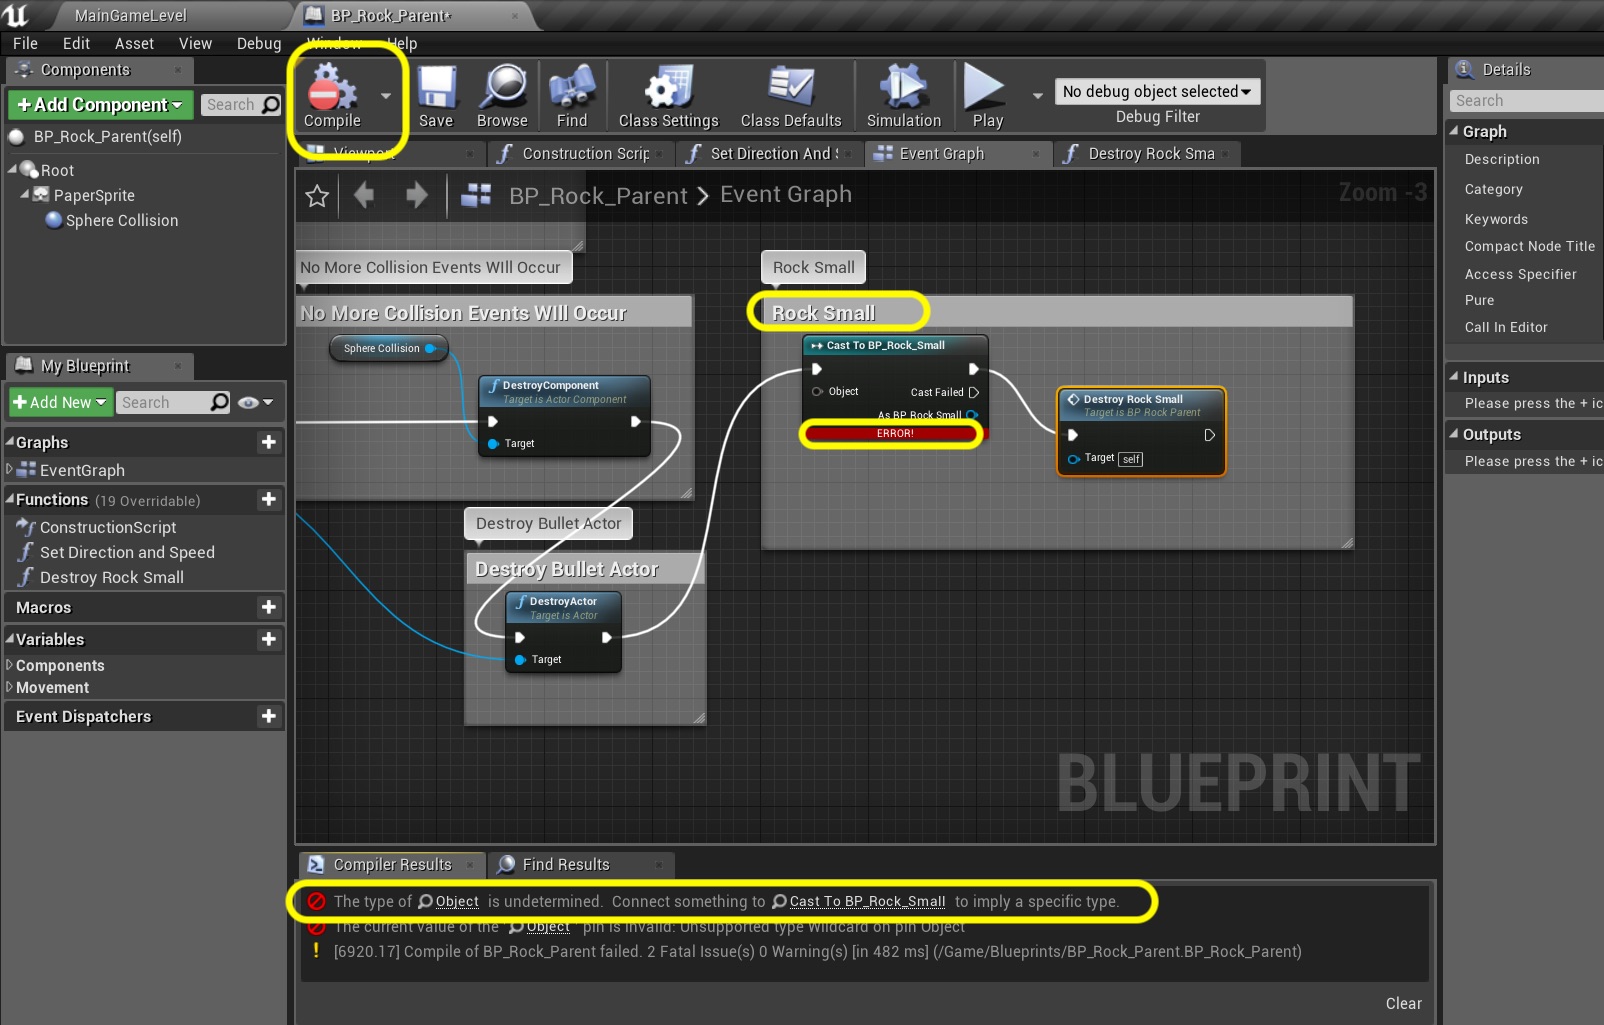 MainGameLevel
BP_Rock_Parent*
File Edit Asset View Debug Window Help
Components
+Add Component
Search
BP_Rock_Parent(self)
Root
PaperSprite
Sphere Collision
My Blueprint
+Add New
Search
Graphs
EventGraph
Functions (19 Overridable)
ConstructionScript
Set Direction and Speed
Destroy Rock Small
Macros
Variables
Components
Movement
Event Dispatchers
Compile
Save
Browse
Find
Class Settings
Class Defaults
Simulation
Play
No debug object selected
Debug Filter
Viewport
Construction Scrip
Set Direction And S
Event Graph
Destroy Rock Sma
BP_Rock_Parent > Event Graph
Zoom -3
No More Collision Events WIll Occur
No More Collision Events WIll Occur
Sphere Collision
DestroyComponent
Target is Actor Component
Target
Destroy Bullet Actor
Destroy Bullet Actor
DestroyActor
Target is Actor
Target
Rock Small
Rock Small
Cast To BP_Rock_Small
Object
Cast Failed
As BP Rock Small
ERROR!
Destroy Rock Small
Target is BP Rock Parent
Target self
BLUEPRINT
Compiler Results
Find Results
The type of Object is undetermined. Connect something to Cast To BP_Rock_Small to imply a specific type.
The current value of the " Object " pin is invalid: Unsupported type Wildcard on pin Object
[6920.17] Compile of BP_Rock_Parent failed. 2 Fatal Issue(s) 0 Warning(s) [in 482 ms] (/Game/Blueprints/BP_Rock_Parent.BP_Rock_Parent)
Clear
Details
Search
Graph
Description
Category
Keywords
Compact Node Title
Access Specifier
Pure
Call In Editor
Inputs
Please press the + ic
Outputs
Please press the + ic